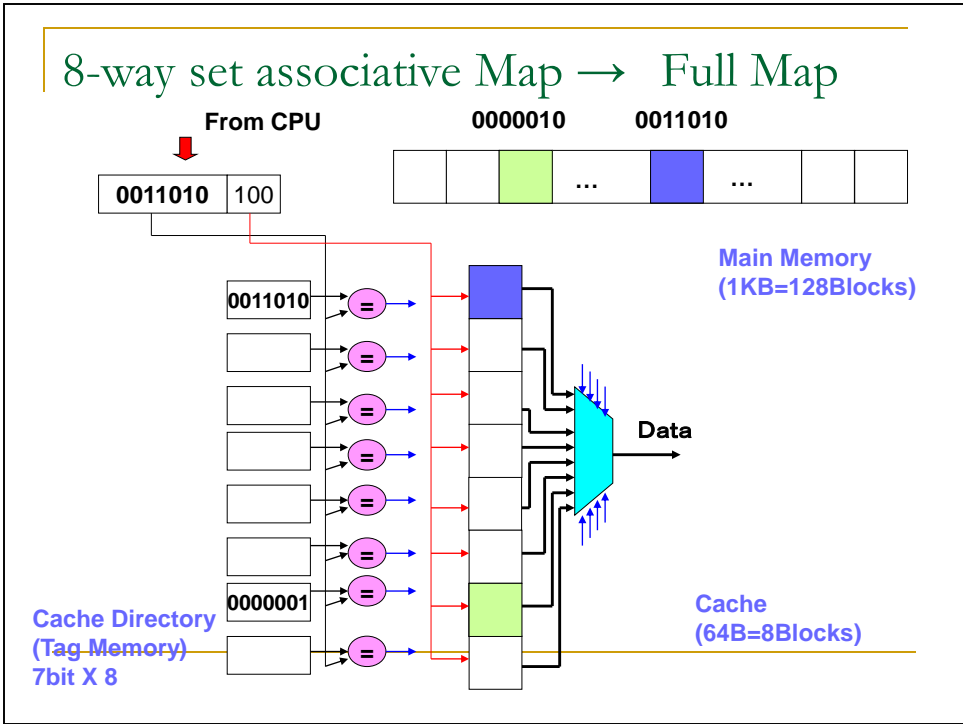 8-way set associative Map → Full Map
From CPU
0000010 0011010
0011010 100
... ...
Main Memory
(1KB=128Blocks)
0011010
=
=
=
Data
=
=
=
=
0000001
Cache Directory
(Tag Memory)
7bit X 8
=
Cache
(64B=8Blocks)